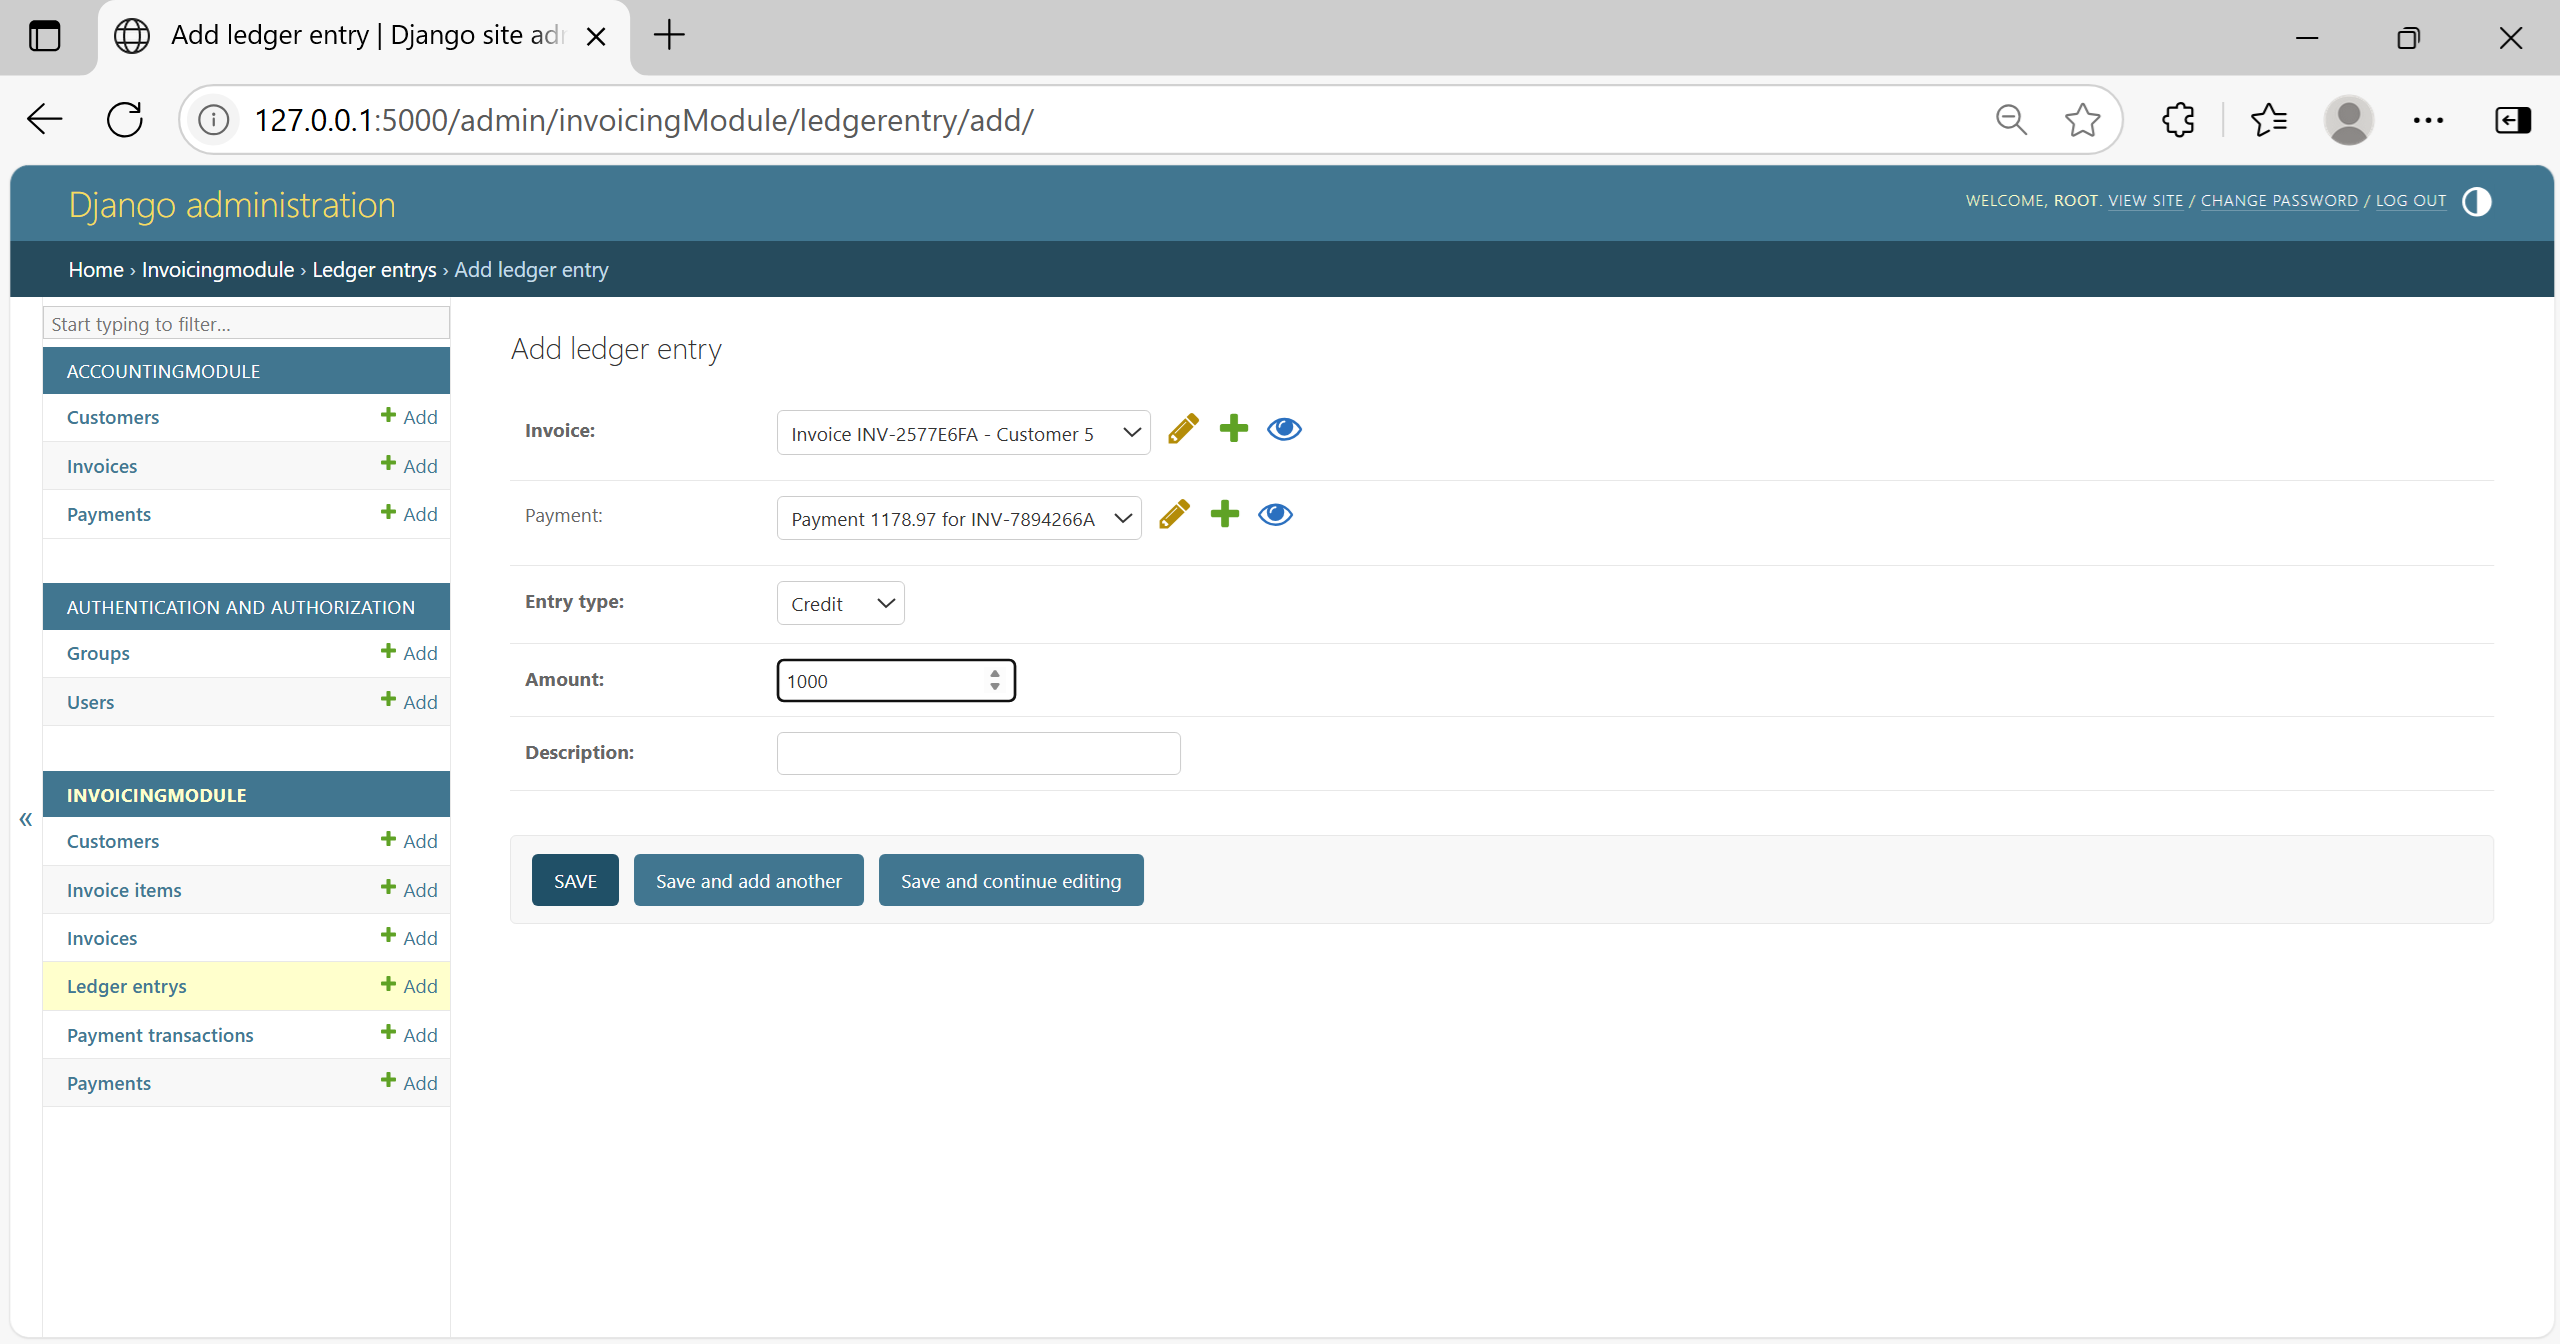 Add ledger entry | Django site adr
127.0.0.1:5000/admin/invoicingModule/ledgerentry/add/
Django administration
WELCOME, ROOT. VIEW SITE / CHANGE PASSWORD / LOG OUT
Home › Invoicingmodule › Ledger entrys › Add ledger entry
Start typing to filter...
ACCOUNTINGMODULE
Customers Add
Invoices Add
Payments Add
AUTHENTICATION AND AUTHORIZATION
Groups Add
Users Add
INVOICINGMODULE
Customers Add
Invoice items Add
Invoices Add
Ledger entrys Add
Payment transactions Add
Payments Add
«
Add ledger entry
Invoice: Invoice INV-2577E6FA - Customer 5
Payment: Payment 1178.97 for INV-7894266A
Entry type: Credit
Amount: 1000
Description:
SAVE Save and add another Save and continue editing